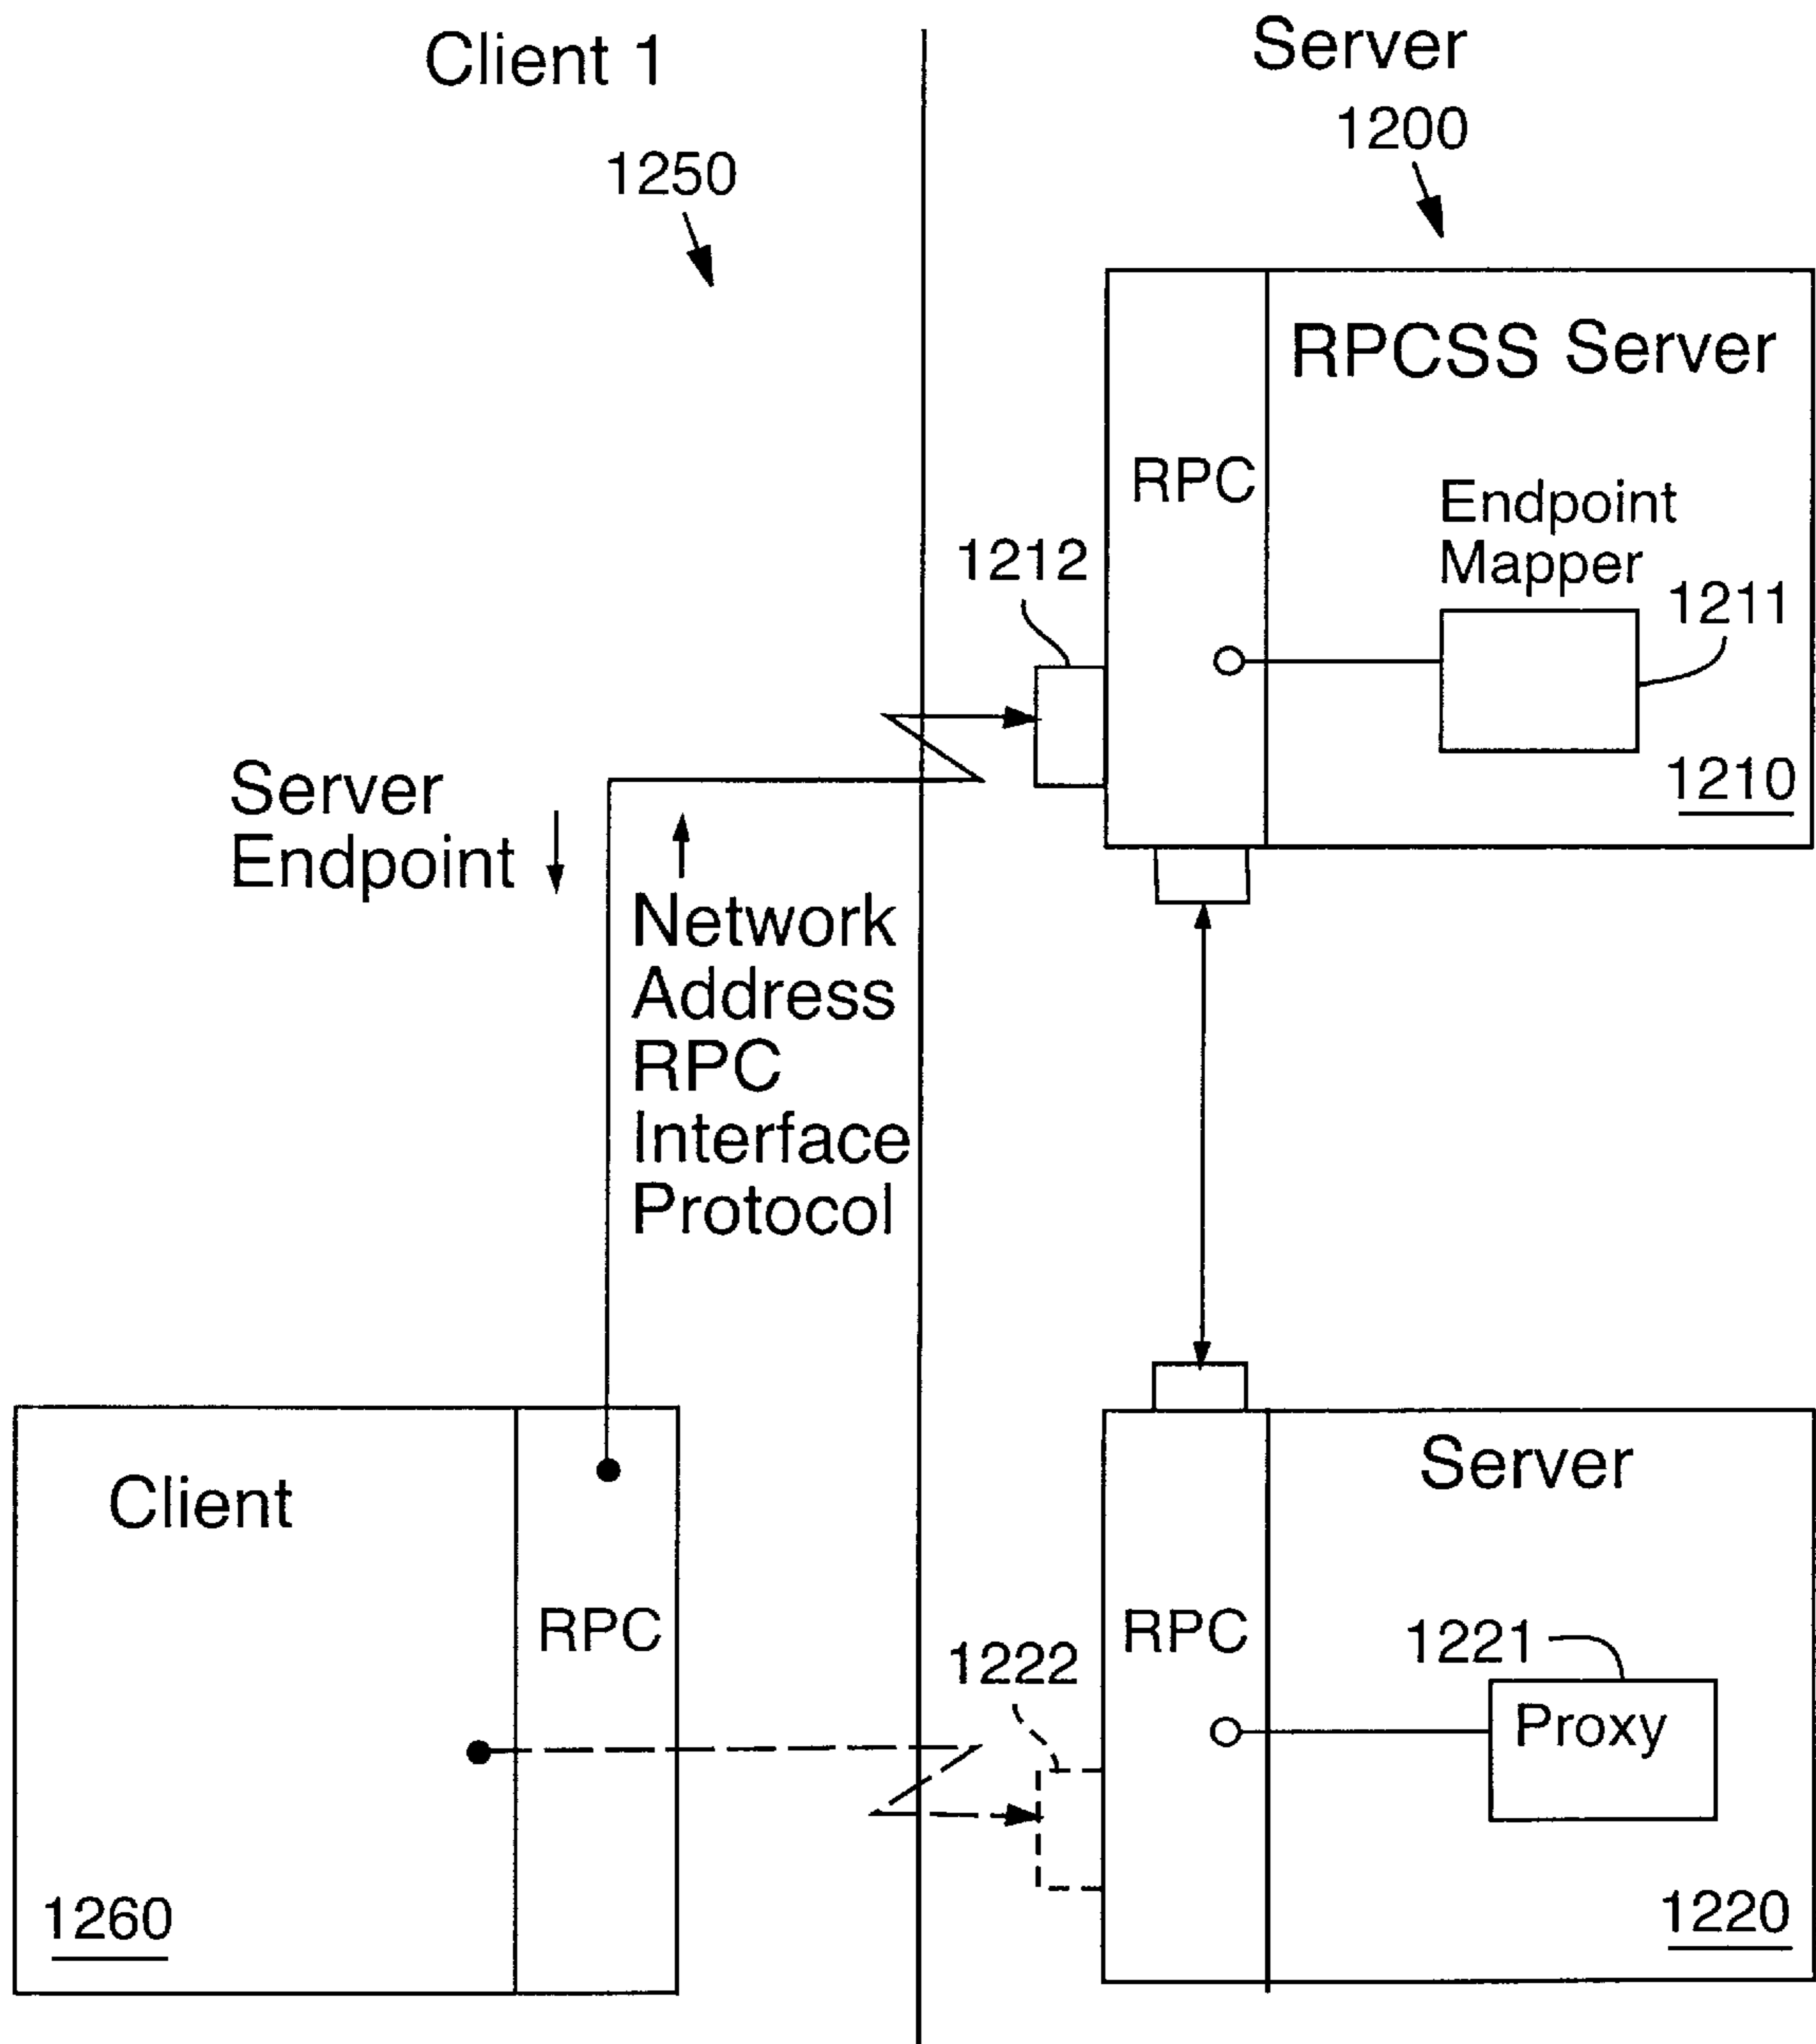 Client 1
1250
Server
1200
RPCSS Server
RPC
Endpoint
Mapper
1212
1211
1210
Server
Endpoint
Network
Address
RPC
Interface
Protocol
Client
RPC
1260
Server
RPC
1222
1221
Proxy
1220